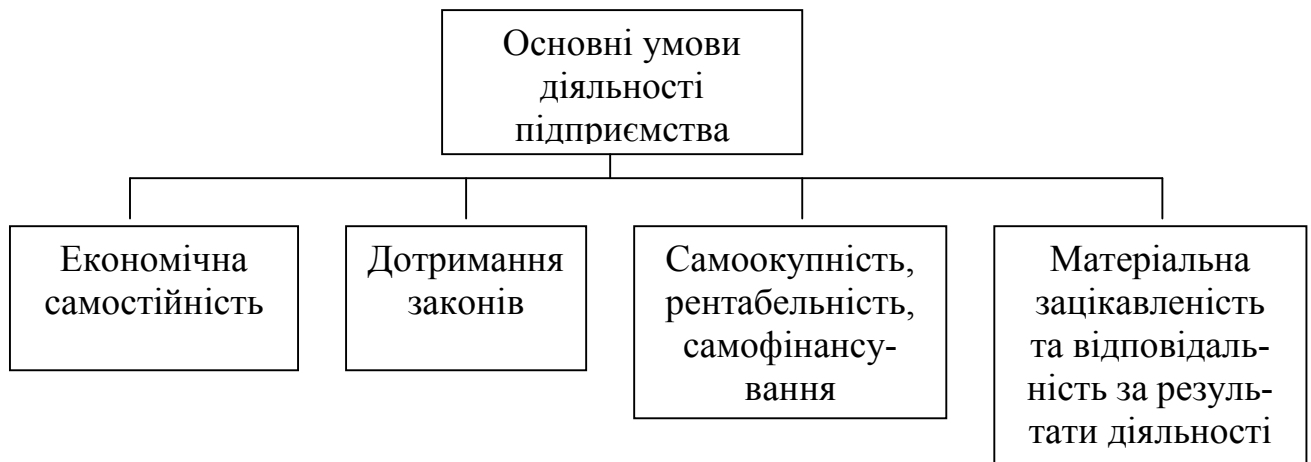 Основні умови
діяльності
підприємства
Економічна
самостійність
Дотримання
законів
Самоокупність,
рентабельність,
самофінансу-
вання
Матеріальна
зацікавленість
та відповідаль-
ність за резуль-
тати діяльності